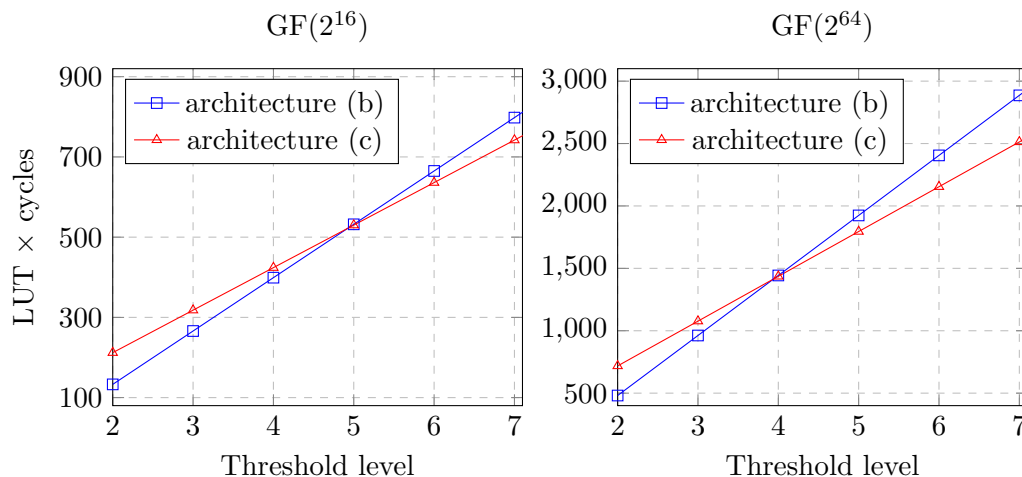 GF(2^16)
900
700
500
300
100
LUT × cycles
architecture (b)
architecture (c)
2 3 4 5 6 7
Threshold level
GF(2^64)
3,000
2,500
2,000
1,500
1,000
500
architecture (b)
architecture (c)
2 3 4 5 6 7
Threshold level